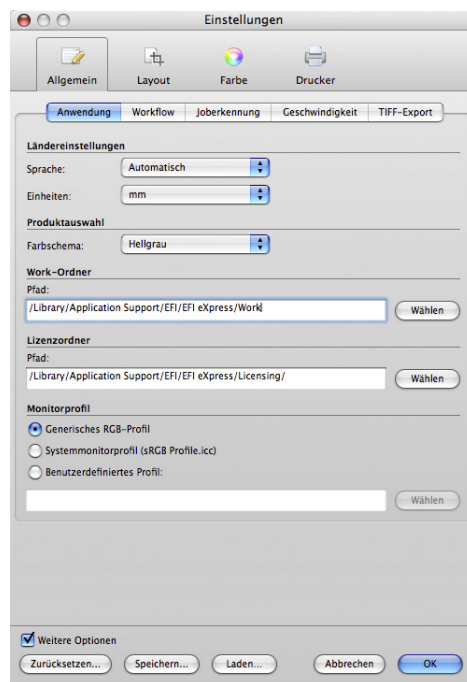 Einstellungen
Allgemein Layout Farbe Drucker
Anwendung Workflow Joberkennung Geschwindigkeit TIFF-Export
Ländereinstellungen
Sprache: Automatisch
Einheiten: mm
Produktauswahl
Farbschema: Hellgrau
Work-Ordner
Pfad:
/Library/Application Support/EFI/EFI eXpress/Work Wählen
Lizenzordner
Pfad:
/Library/Application Support/EFI/EFI eXpress/Licensing/ Wählen
Monitorprofil
Generisches RGB-Profil
Systemmonitorprofil (sRGB Profile.icc)
Benutzerdefiniertes Profil:
Wählen
Weitere Optionen
Zurücksetzen... Speichern... Laden... Abbrechen OK